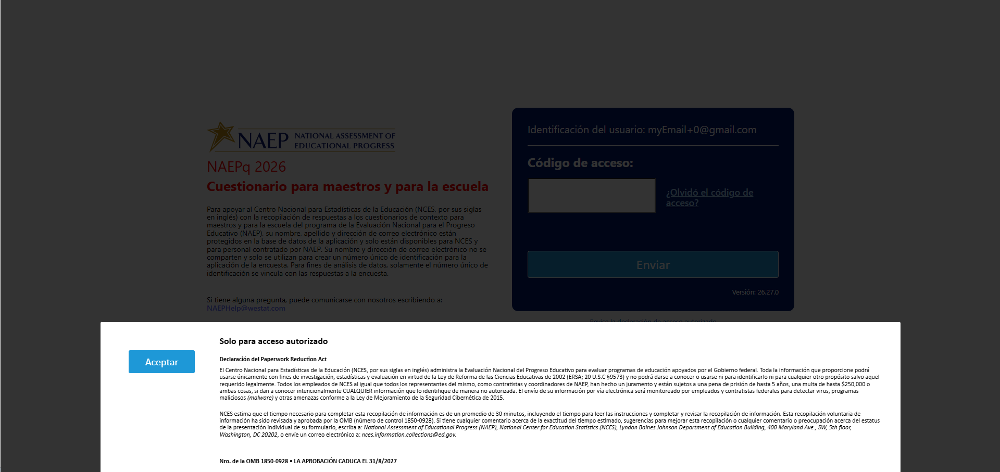 NAEP NATIONAL ASSESSMENT OF
EDUCATIONAL PROGRESS
NAEPq 2026
Cuestionario para maestros y para la escuela
Para apoyar al Centro Nacional para Estadísticas de la Educación (NCES, por sus siglas
en inglés) con la recopilación de respuestas a los cuestionarios de contexto para
maestros y para la escuela del programa de la Evaluación Nacional para el Progreso
Educativo (NAEP), su nombre, apellido y dirección de correo electrónico están
protegidos en la base de datos de la aplicación y solo están disponibles para NCES y
para personal contratado por NAEP. Su nombre y dirección de correo electrónico no se
comparten y solo se utilizan para crear un número único de identificación para la
aplicación de la encuesta. Para fines de análisis de datos, solamente el número único de
identificación se vincula con las respuestas a la encuesta.
Si tiene alguna pregunta, puede comunicarse con nosotros escribiendo a:
NAEPHelp@westat.com
Identificación del usuario: myEmail+0@gmail.com
Código de acceso:
¿Olvidó el código de
acceso?
Enviar
Versión: 26.27.0
Revise la declaración de acceso autorizado
Aceptar
Solo para acceso autorizado
Declaración del Paperwork Reduction Act
El Centro Nacional para Estadísticas de la Educación (NCES, por sus siglas en inglés) administra la Evaluación Nacional del Progreso Educativo para evaluar programas de educación apoyados por el Gobierno federal. Toda la información que proporcione podrá
usarse únicamente con fines de investigación, estadísticas y evaluación en virtud de la Ley de Reforma de las Ciencias Educativas de 2002 (ERSA; 20 U.S.C §9573) y no podrá darse a conocer o usarse ni para identificarlo ni para cualquier otro propósito salvo aquel
requerido legalmente. Todos los empleados de NCES al igual que todos los representantes del mismo, como contratistas y coordinadores de NAEP, han hecho un juramento y están sujetos a una pena de prisión de hasta 5 años, una multa de hasta $250,000 o
ambas cosas, si dan a conocer intencionalmente CUALQUIER información que lo identifique de manera no autorizada. El envío de su información por vía electrónica será monitoreado por empleados y contratistas federales para detectar virus, programas
maliciosos (malware) y otras amenazas conforme a la Ley de Mejoramiento de la Seguridad Cibernética de 2015.
NCES estima que el tiempo necesario para completar esta recopilación de información es de un promedio de 30 minutos, incluyendo el tiempo para leer las instrucciones y completar y revisar la recopilación de información. Esta recopilación voluntaria de
información ha sido revisada y aprobada por la OMB (número de control 1850-0928). Si tiene cualquier comentario acerca de la exactitud del tiempo estimado, sugerencias para mejorar esta recopilación o cualquier comentario o preocupación acerca del estatus
de la presentación individual de su formulario, escriba a: National Assessment of Educational Progress (NAEP), National Center for Education Statistics (NCES), Lyndon Baines Johnson Department of Education Building, 400 Maryland Ave., SW, 5th floor,
Washington, DC 20202, o envíe un correo electrónico a: nces.information.collections@ed.gov.
Nro. de la OMB 1850-0928 • LA APROBACIÓN CADUCA EL 31/8/2027